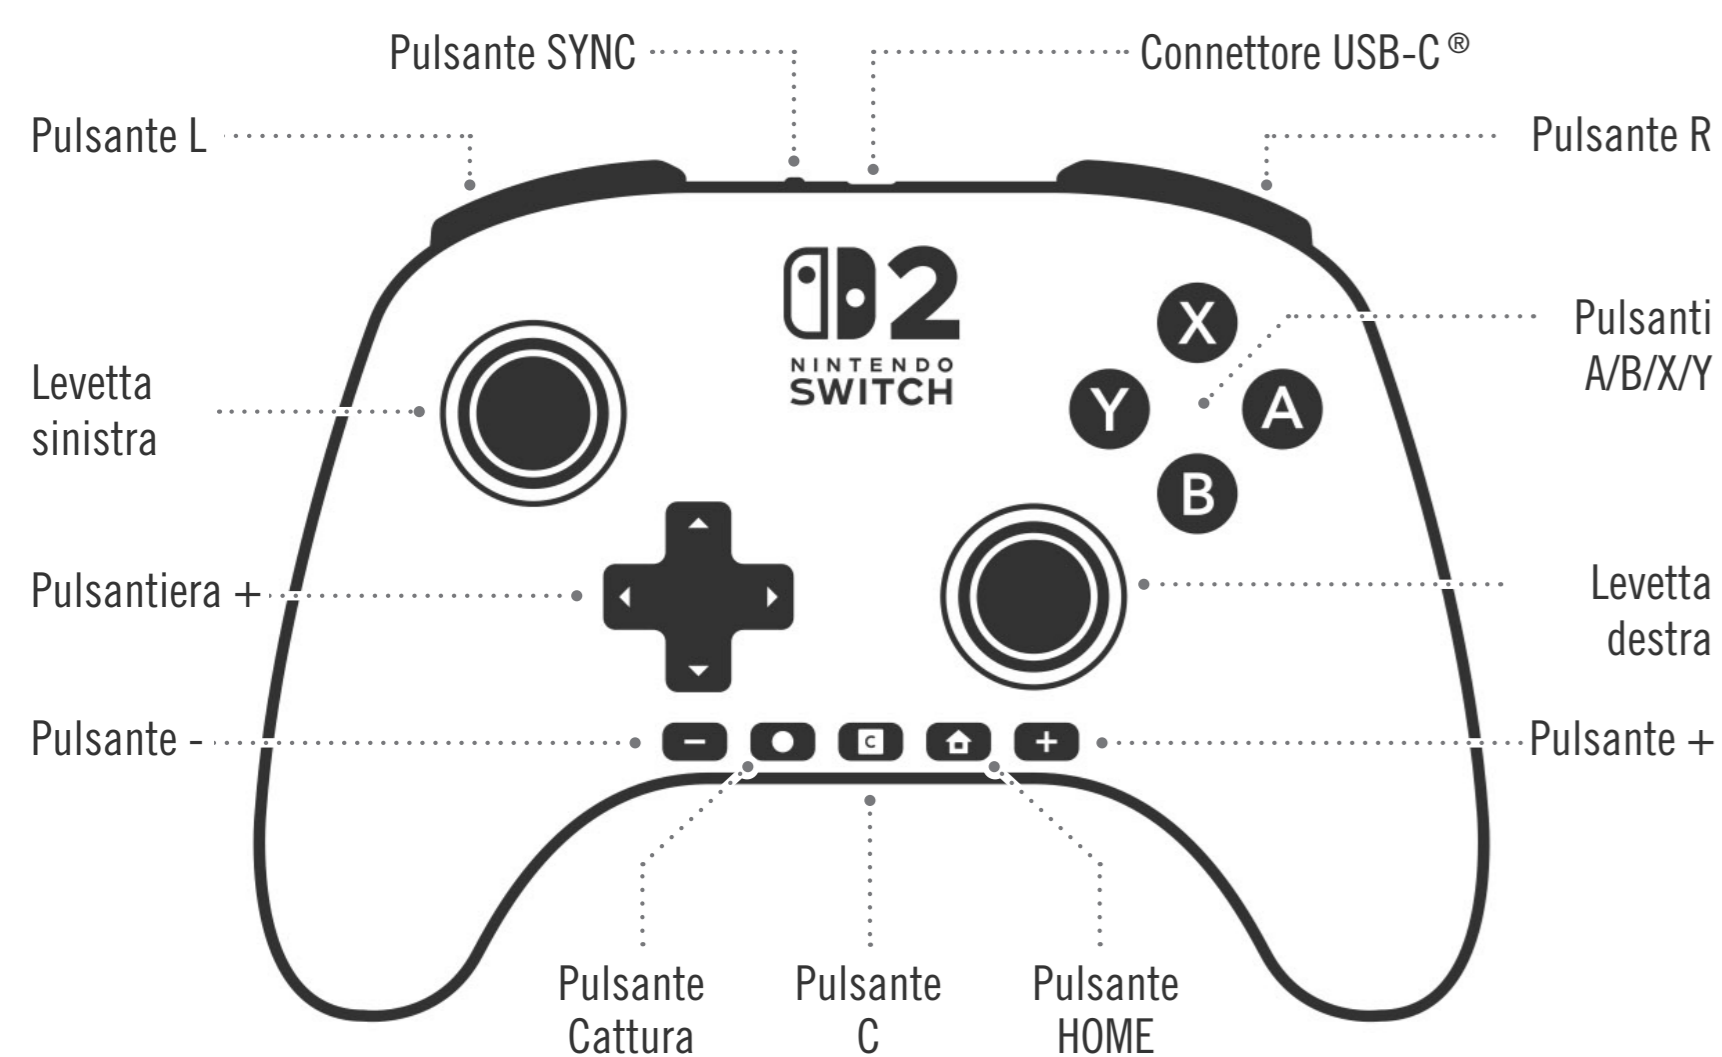 Pulsante SYNC
Connettore USB-C®
Pulsante L
Pulsante R
2
NINTENDO
SWITCH
X
Y
A
B
Pulsanti
A/B/X/Y
Levetta
sinistra
Pulsantiera +
Levetta
destra
Pulsante -
C
Pulsante +
Pulsante
Cattura
Pulsante
C
Pulsante
HOME